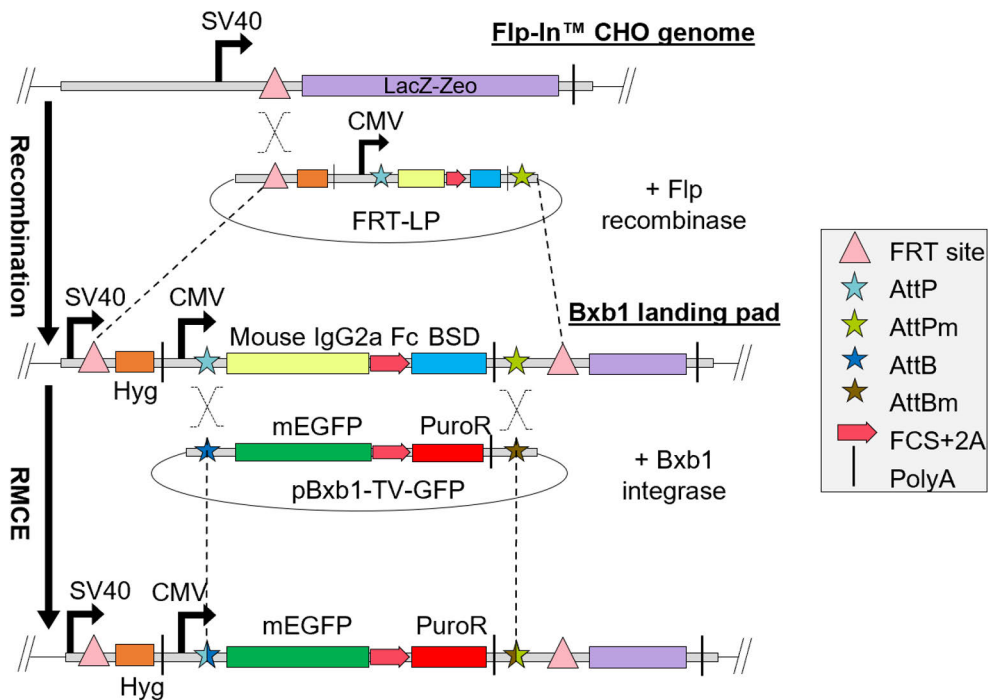 SV40
Flp-In™ CHO genome
LacZ-Zeo
Recombination
CMV
FRT-LP
+ Flp
recombinase
SV40
CMV
Bxb1 landing pad
Mouse IgG2a Fc BSD
Hyg
mEGFP
PuroR
pBxb1-TV-GFP
+ Bxb1
integrase
RMCE
SV40
CMV
mEGFP
PuroR
Hyg
FRT site
AttP
AttPm
AttB
AttBm
FCS+2A
PolyA